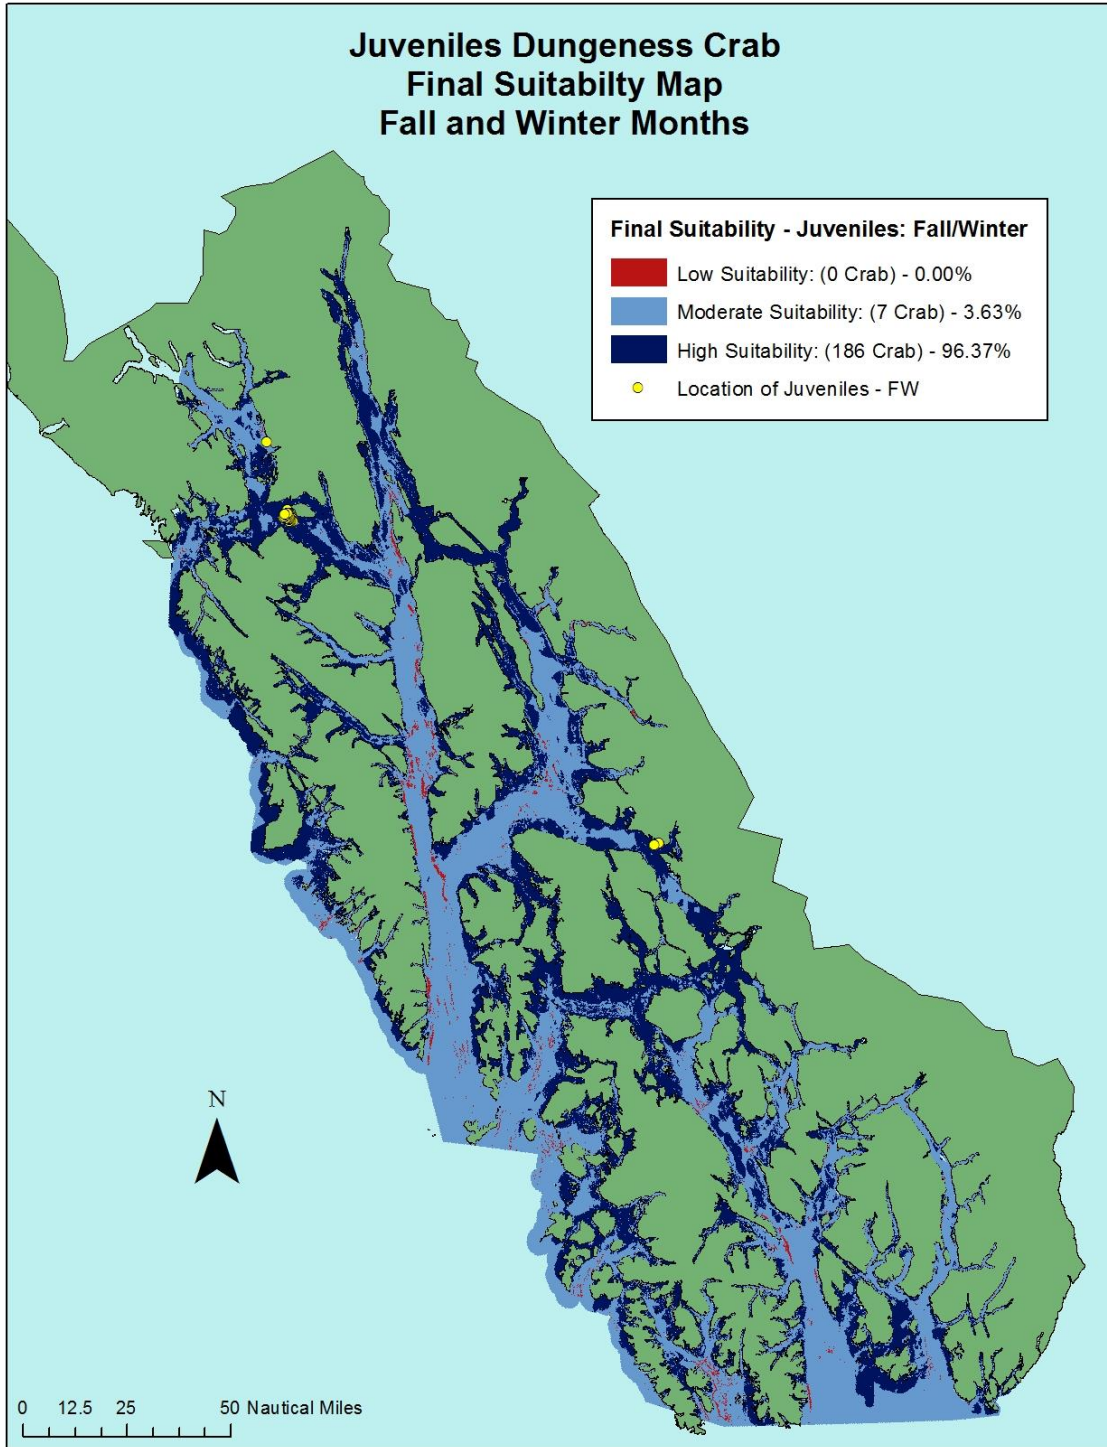 Juveniles Dungeness Crab
Final Suitabilty Map
Fall and Winter Months
Final Suitability - Juveniles: Fall/Winter
Low Suitability: (0 Crab) - 0.00%
Moderate Suitability: (7 Crab) - 3.63%
High Suitability: (186 Crab) - 96.37%
Location of Juveniles - FW
N
0 12.5 25 50 Nautical Miles